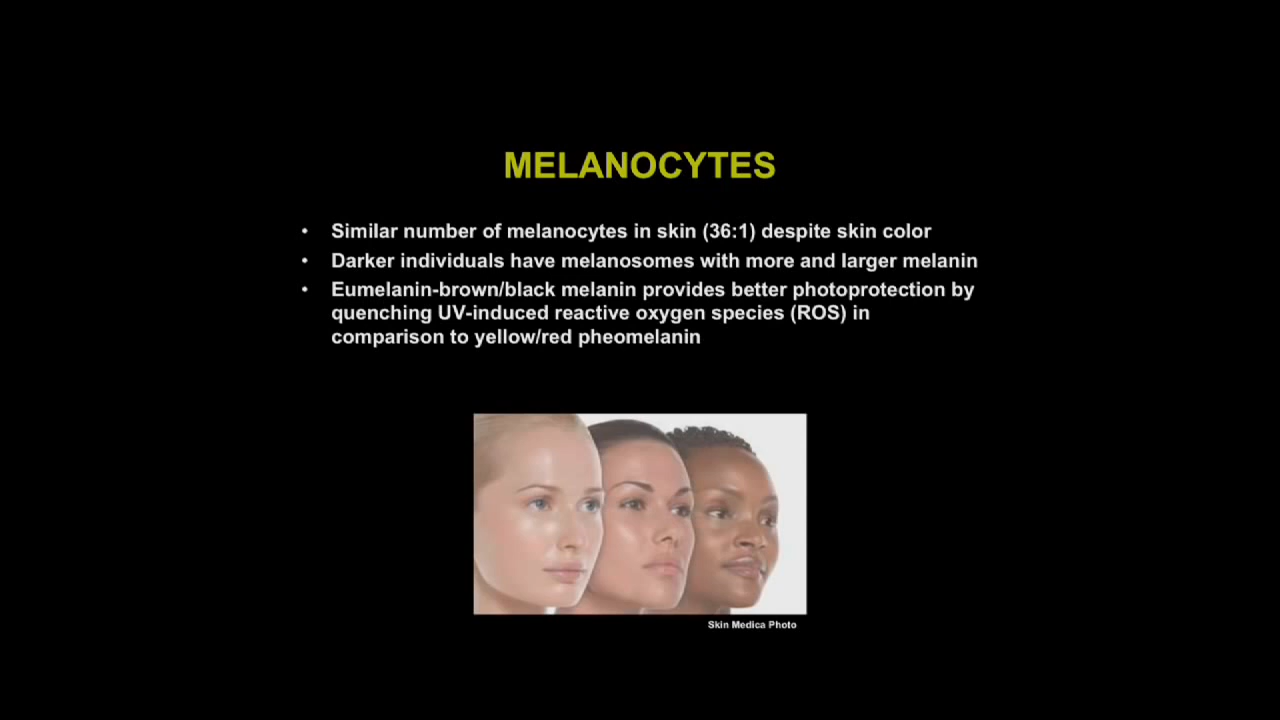 MELANOCYTES
• Similar number of melanocytes in skin (36:1) despite skin color
• Darker individuals have melanosomes with more and larger melanin
• Eumelanin-brown/black melanin provides better photoprotection by
quenching UV-induced reactive oxygen species (ROS) in
comparison to yellow/red pheomelanin
Skin Medica Photo